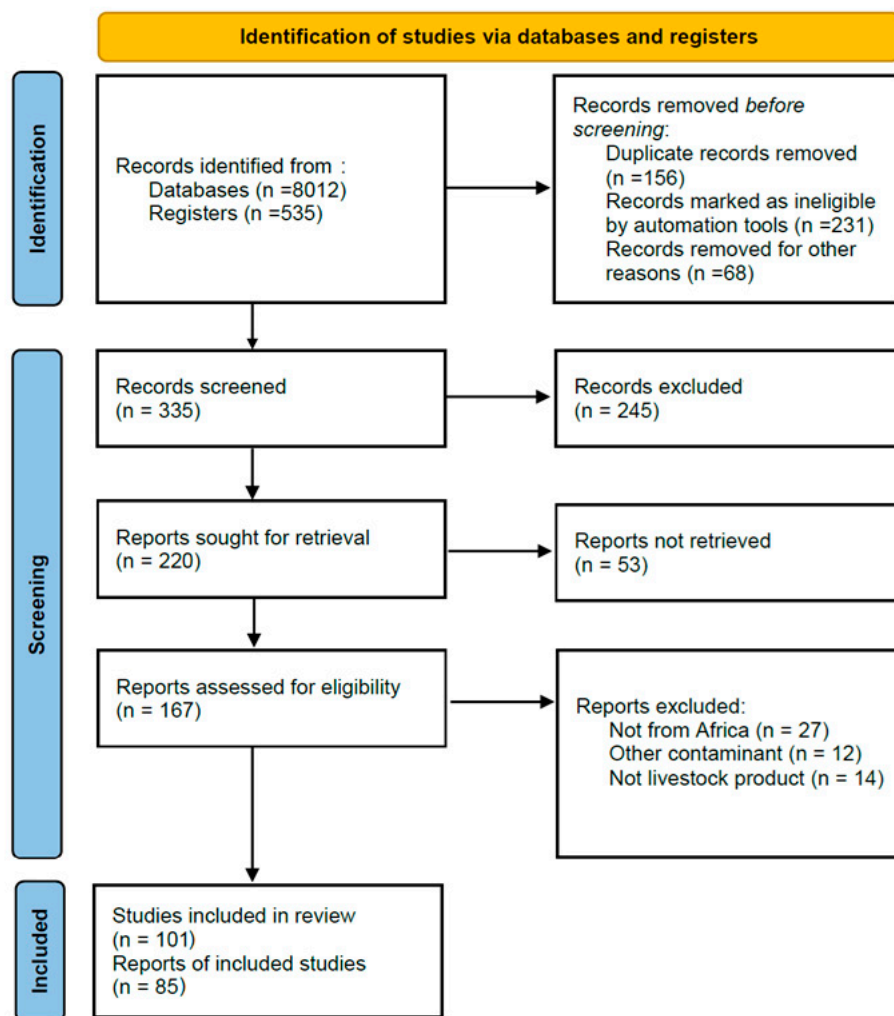 Identification of studies via databases and registers
Identification
Records identified from :
Databases (n =8012)
Registers (n =535)
Records removed before
screening:
Duplicate records removed
(n =156)
Records marked as ineligible
by automation tools (n =231)
Records removed for other
reasons (n =68)
Screening
Records screened
(n = 335)
Records excluded
(n = 245)
Reports sought for retrieval
(n = 220)
Reports not retrieved
(n = 53)
Reports assessed for eligibility
(n = 167)
Reports excluded:
Not from Africa (n = 27)
Other contaminant (n = 12)
Not livestock product (n = 14)
Included
Studies included in review
(n = 101)
Reports of included studies
(n = 85)